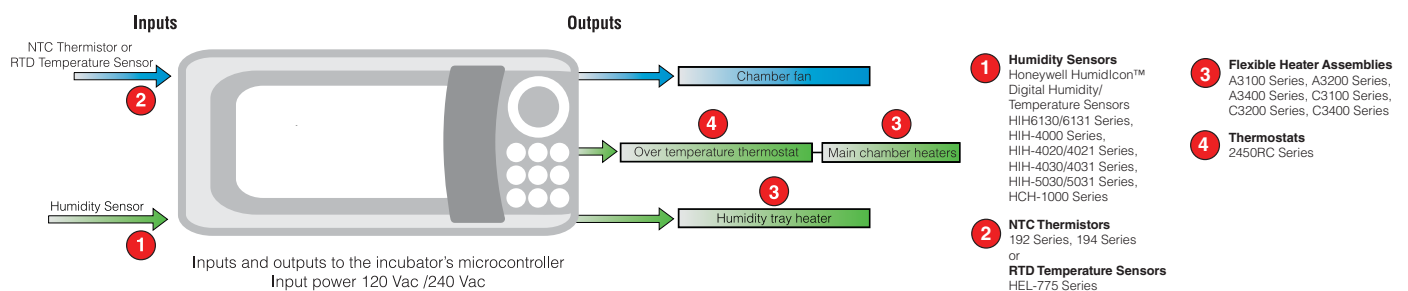 Inputs
Outputs
NTC Thermistor or
RTD Temperature Sensor
2
Humidity Sensor
1
Chamber fan
4
3
Over temperature thermostat
Main chamber heaters
3
Humidity tray heater
Inputs and outputs to the incubator's microcontroller
Input power 120 Vac /240 Vac
1
Humidity Sensors
Honeywell HumidIcon™
Digital Humidity/
Temperature Sensors
HIH6130/6131 Series,
HIH-4000 Series,
HIH-4020/4021 Series,
HIH-4030/4031 Series,
HIH-5030/5031 Series,
HCH-1000 Series
2
NTC Thermistors
192 Series, 194 Series
or
RTD Temperature Sensors
HEL-775 Series
3
Flexible Heater Assemblies
A3100 Series, A3200 Series,
A3400 Series, C3100 Series,
C3200 Series, C3400 Series
4
Thermostats
2450RC Series